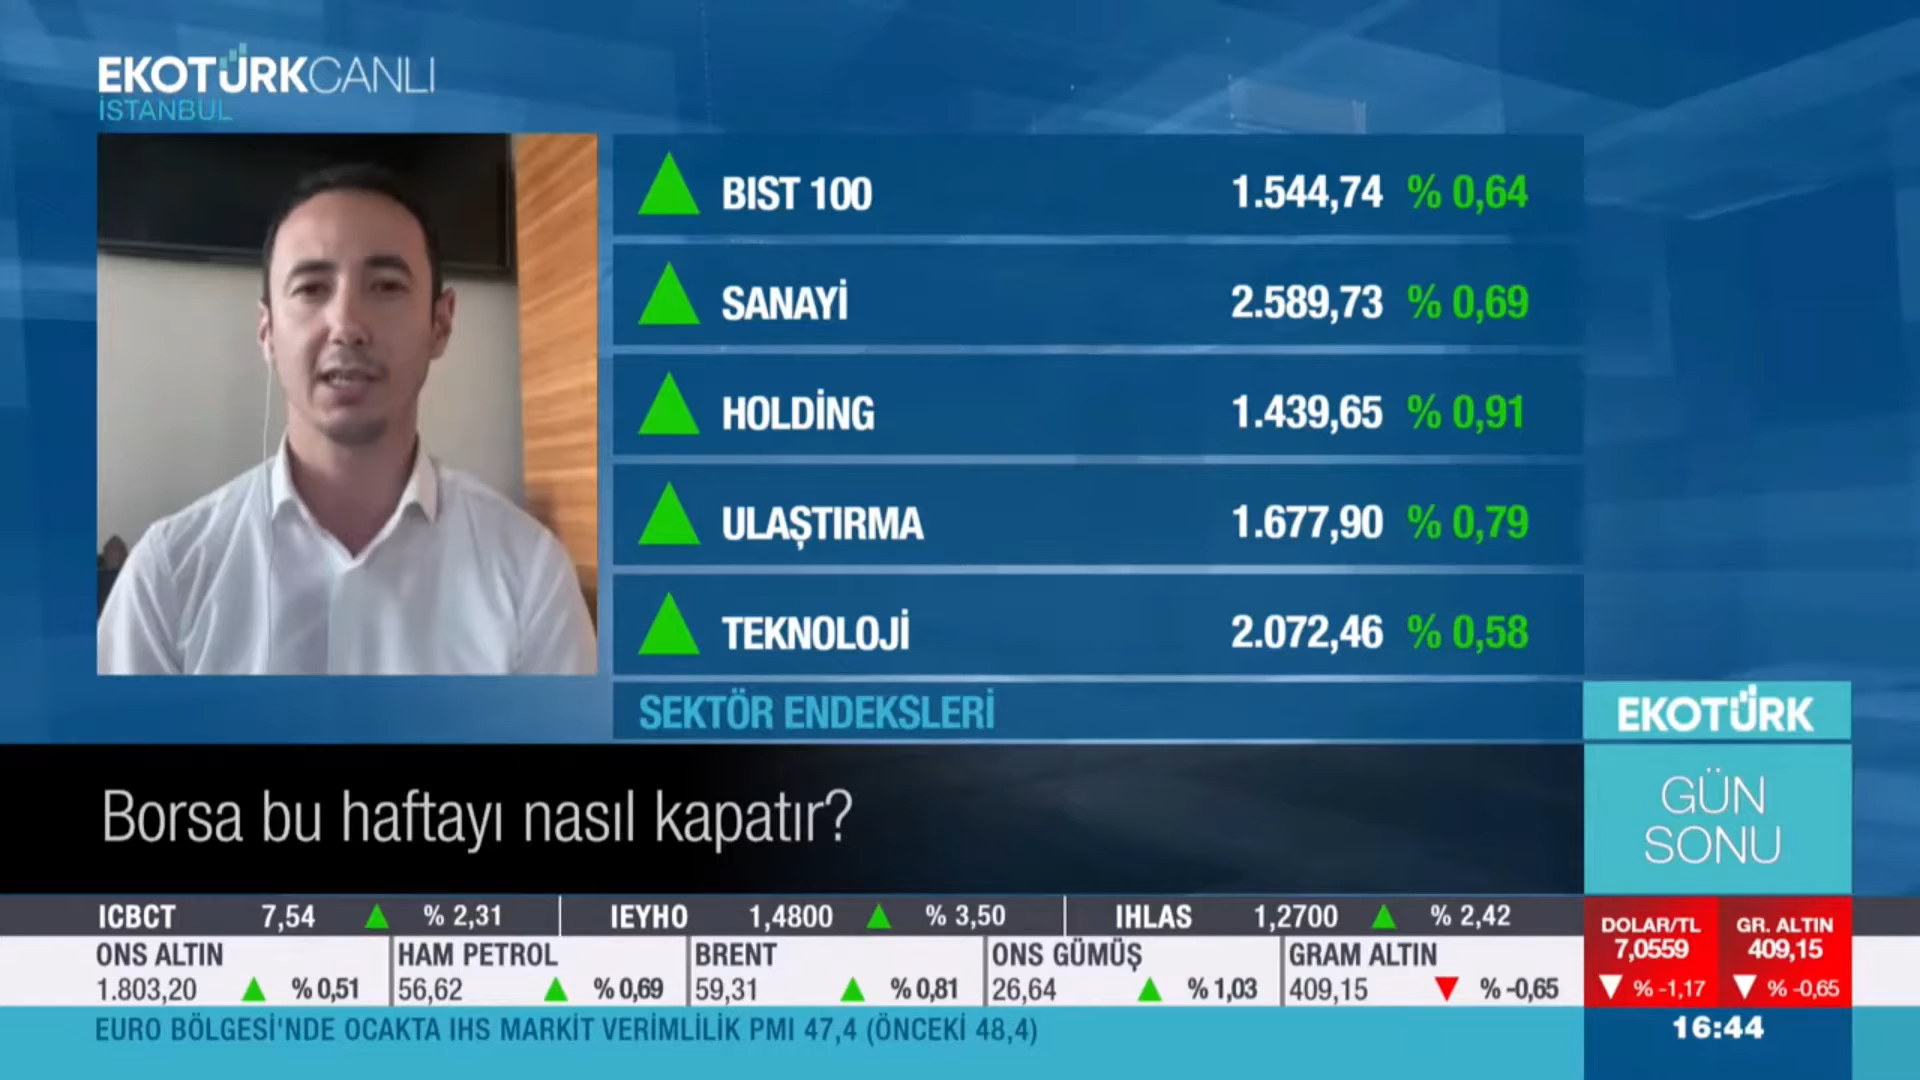 EKOTÜRKCANLI
İSTANBUL
BIST 100 1.544,74 % 0,64
SANAYİ 2.589,73 % 0,69
HOLDİNG 1.439,65 % 0,91
ULAŞTIRMA 1.677,90 % 0,79
TEKNOLOJİ 2.072,46 % 0,58
SEKTÖR ENDEKSLERİ
EKOTÜRK
GÜN
SONU
Borsa bu haftayı nasıl kapatır?
ICBCT 7,54 % 2,31 IEYHO 1,4800 % 3,50 IHLAS 1,2700 % 2,42
ONS ALTIN HAM PETROL BRENT ONS GÜMÜŞ GRAM ALTIN
1.803,20 % 0,51 56,62 % 0,69 59,31 % 0,81 26,64 % 1,03 409,15 % -0,65
DOLAR/TL GR. ALTIN
7,0559 409,15
% -1,17 % -0,65
EURO BÖLGESİ'NDE OCAKTA IHS MARKİT VERİMLİLİK PMI 47,4 (ÖNCEKİ 48,4)
16:44